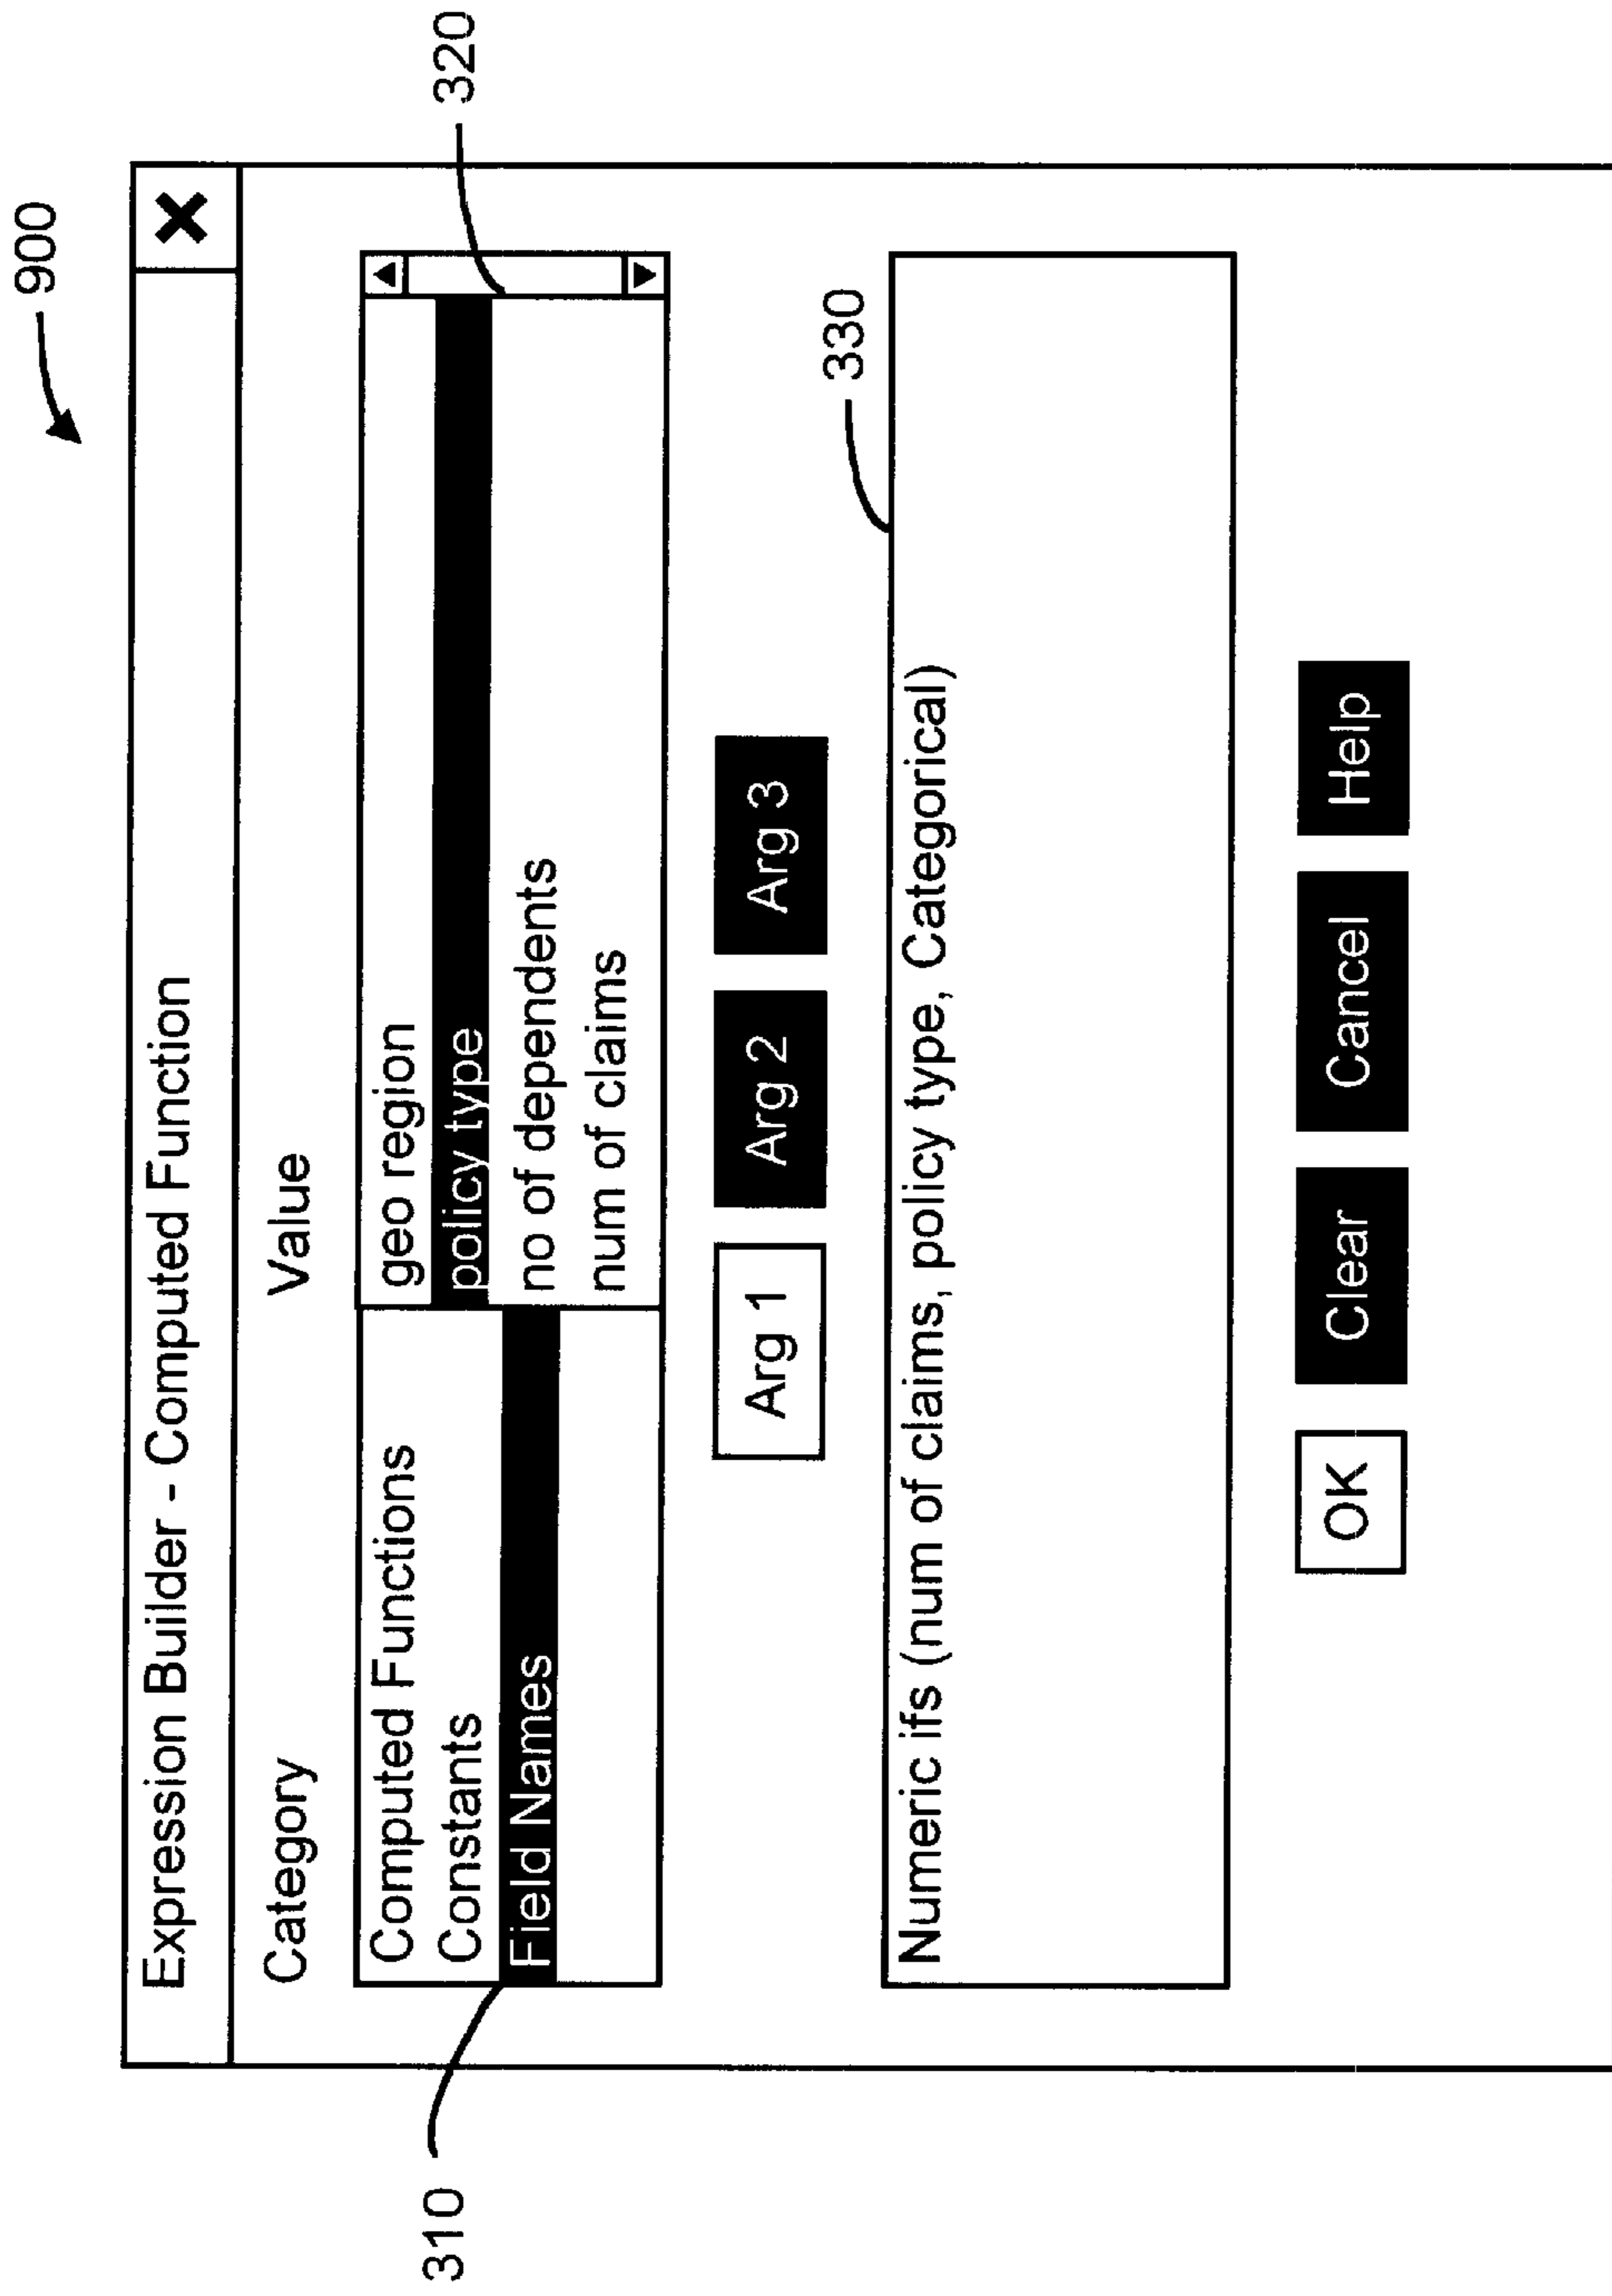 900
Expression Builder - Computed Function
Category Value
310
320
Computed Functions
Constants
Field Names
geo region
policy type
no of dependents
num of claims
Arg 1 Arg 2 Arg 3
330
Numeric ifs (num of claims, policy type, Categorical)
OK Clear Cancel Help